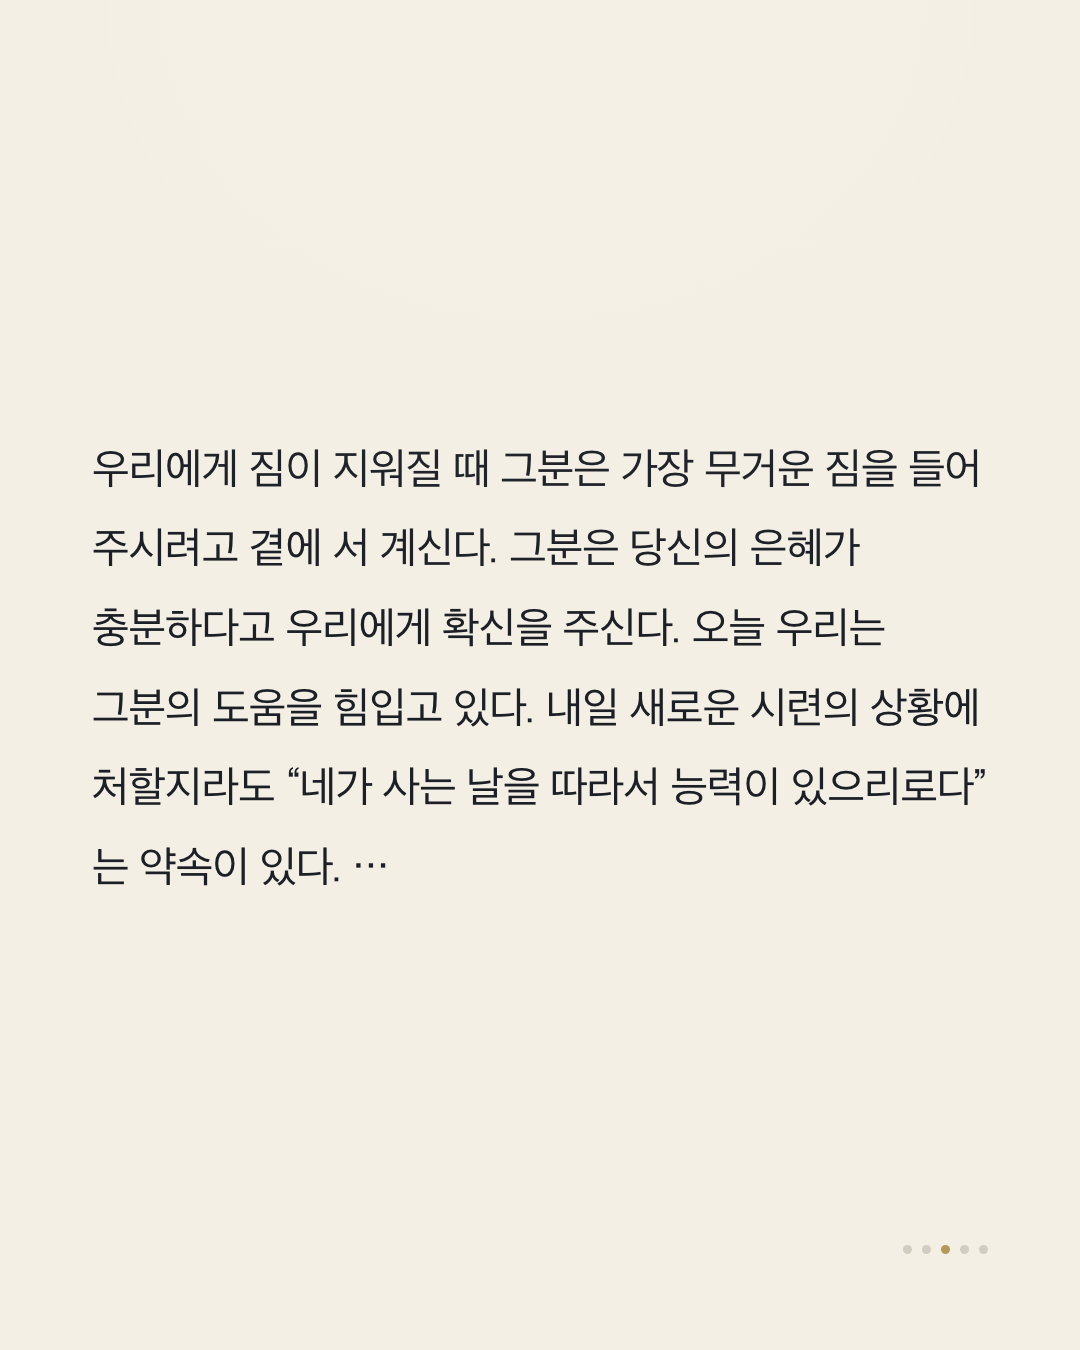 우리에게 짐이 지워질 때 그분은 가장 무거운 짐을 들어
주시려고 곁에 서 계신다. 그분은 당신의 은혜가
충분하다고 우리에게 확신을 주신다. 오늘 우리는
그분의 도움을 힘입고 있다. 내일 새로운 시련의 상황에
처할지라도 “네가 사는 날을 따라서 능력이 있으리로다”
는 약속이 있다. …